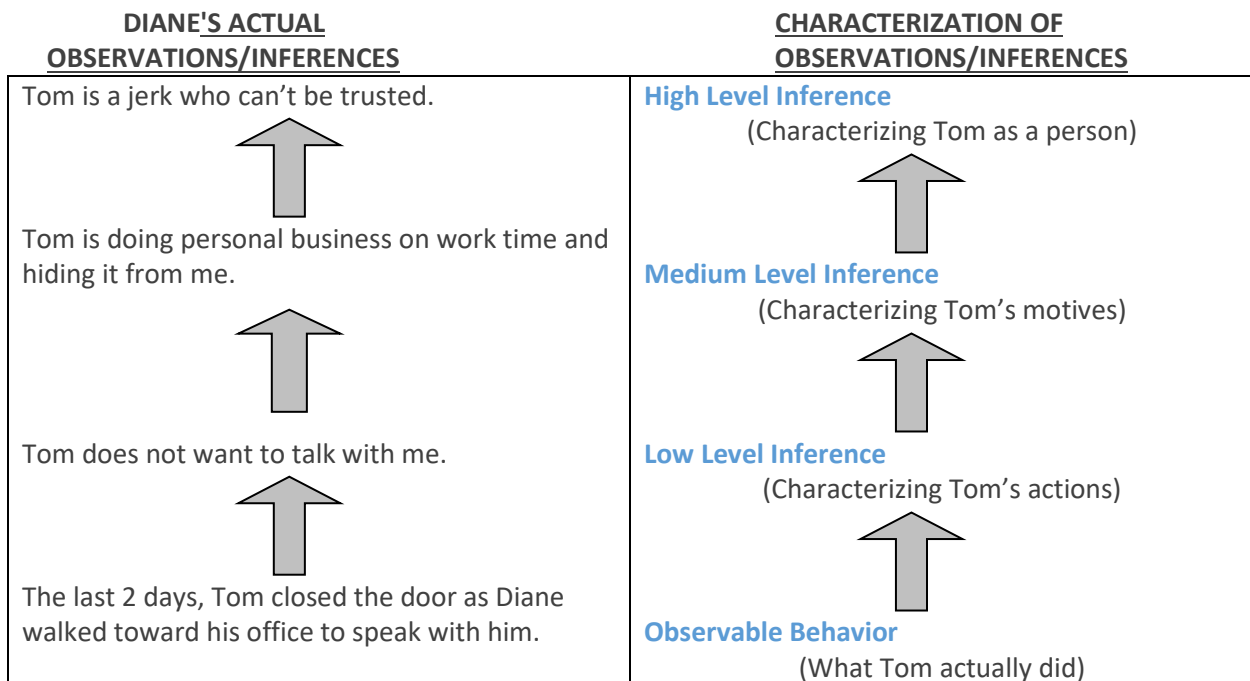 DIANE'S ACTUAL
OBSERVATIONS/INFERENCES
CHARACTERIZATION OF
OBSERVATIONS/INFERENCES
Tom is a jerk who can’t be trusted.
Tom is doing personal business on work time and
hiding it from me.
Tom does not want to talk with me.
The last 2 days, Tom closed the door as Diane
walked toward his office to speak with him.
High Level Inference
(Characterizing Tom as a person)
Medium Level Inference
(Characterizing Tom’s motives)
Low Level Inference
(Characterizing Tom’s actions)
Observable Behavior
(What Tom actually did)